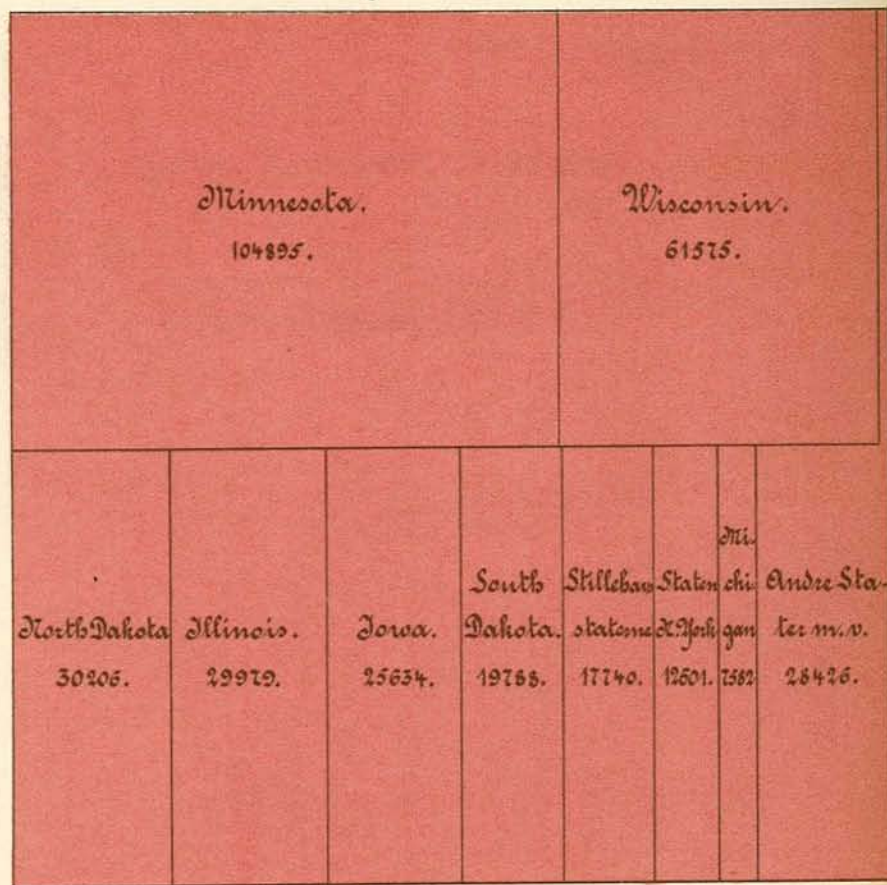 Minnesota.
104895.
Wisconsin.
61575.
North Dakota
30206.
Illinois.
29979.
Iowa.
25634.
South
Dakota.
19788.
Stillehavs
staterne
17740.
Staten
N. York
12601.
Mi-
chi-
gan
7582
Andre Sta-
ter m. v.
28426.